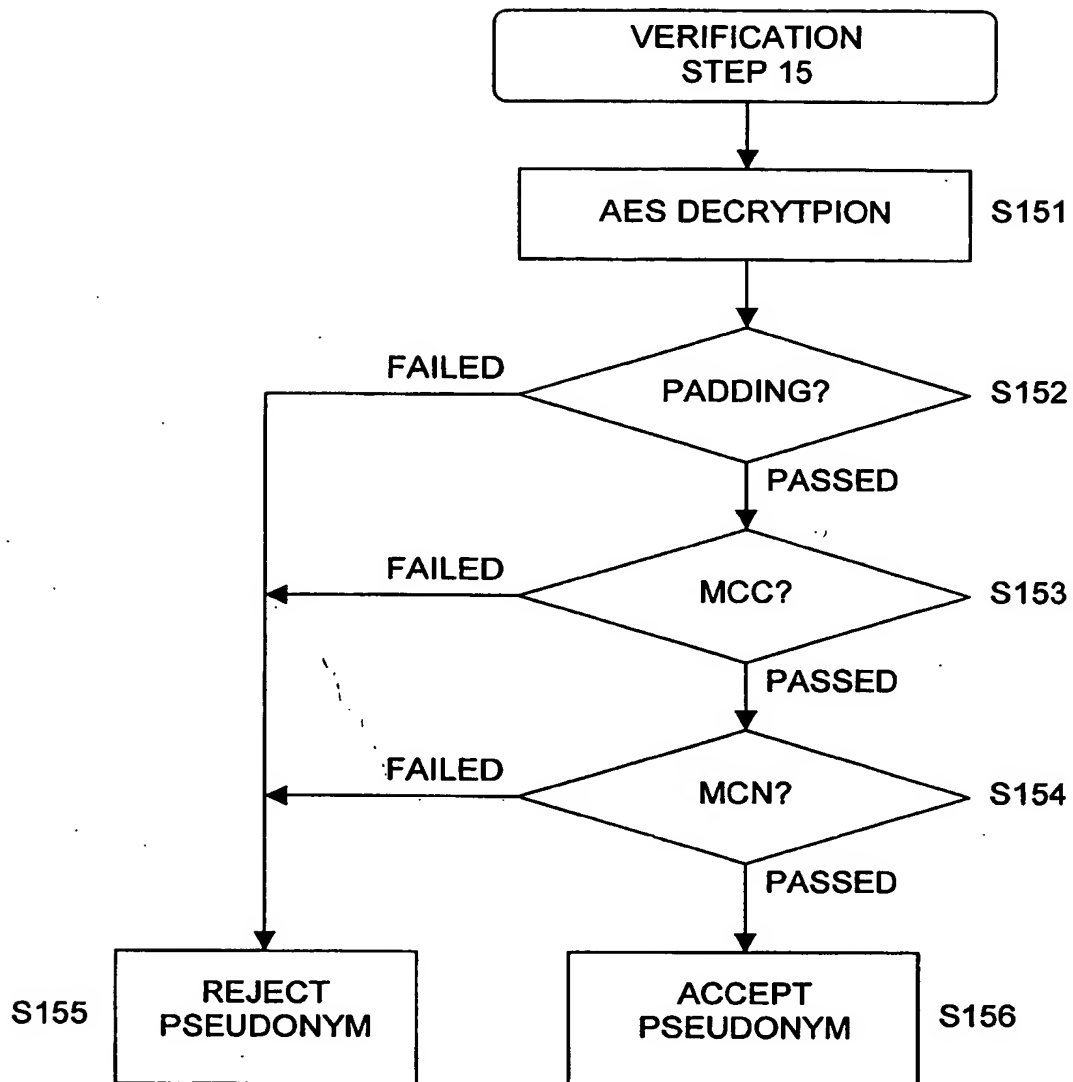 VERIFICATION
STEP 15
AES DECRYTPION
S151
FAILED
PADDING?
S152
PASSED
FAILED
MCC?
S153
PASSED
FAILED
MCN?
S154
PASSED
S155
REJECT
PSEUDONYM
ACCEPT
PSEUDONYM
S156